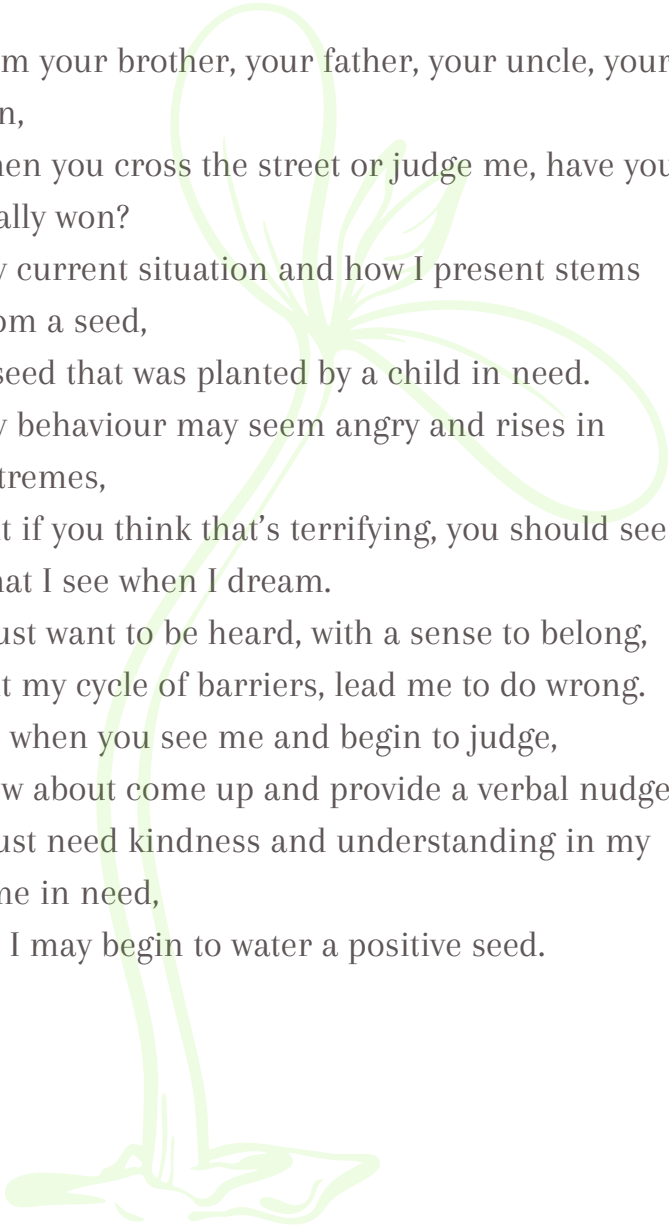 m your brother, your father, your uncle, your
n,
en you cross the street or judge me, have you
ally won?
current situation and how I present stems
om a seed,
seed that was planted by a child in need.
behaviour may seem angry and rises in
tremes,
t if you think that’s terrifying, you should see
hat I see when I dream.
ust want to be heard, with a sense to belong,
t my cycle of barriers, lead me to do wrong.
when you see me and begin to judge,
w about come up and provide a verbal nudge
ust need kindness and understanding in my
me in need,
I may begin to water a positive seed.